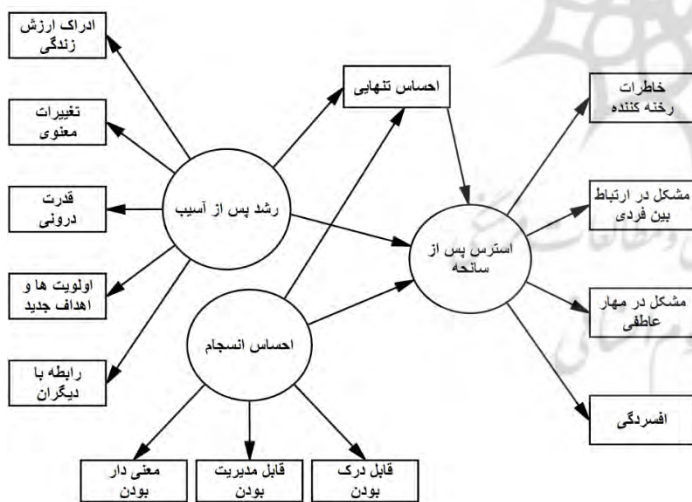 ادراک ارزش
زندگی
احساس تنهایی
خاطرات
رخنه کننده
تغییرات
معنوی
رشد پس از آسیب
قدرت
درونی
مشکل در ارتباط
بین فردی
استرس پس از
سانحه
اولویت ها و
اهداف جدید
مشکل در مهار
عاطفی
احساس انسجام
رابطه با
دیگران
افسردگی
قابل درک
بودن
قابل مدیریت
بودن
معنی دار
بودن